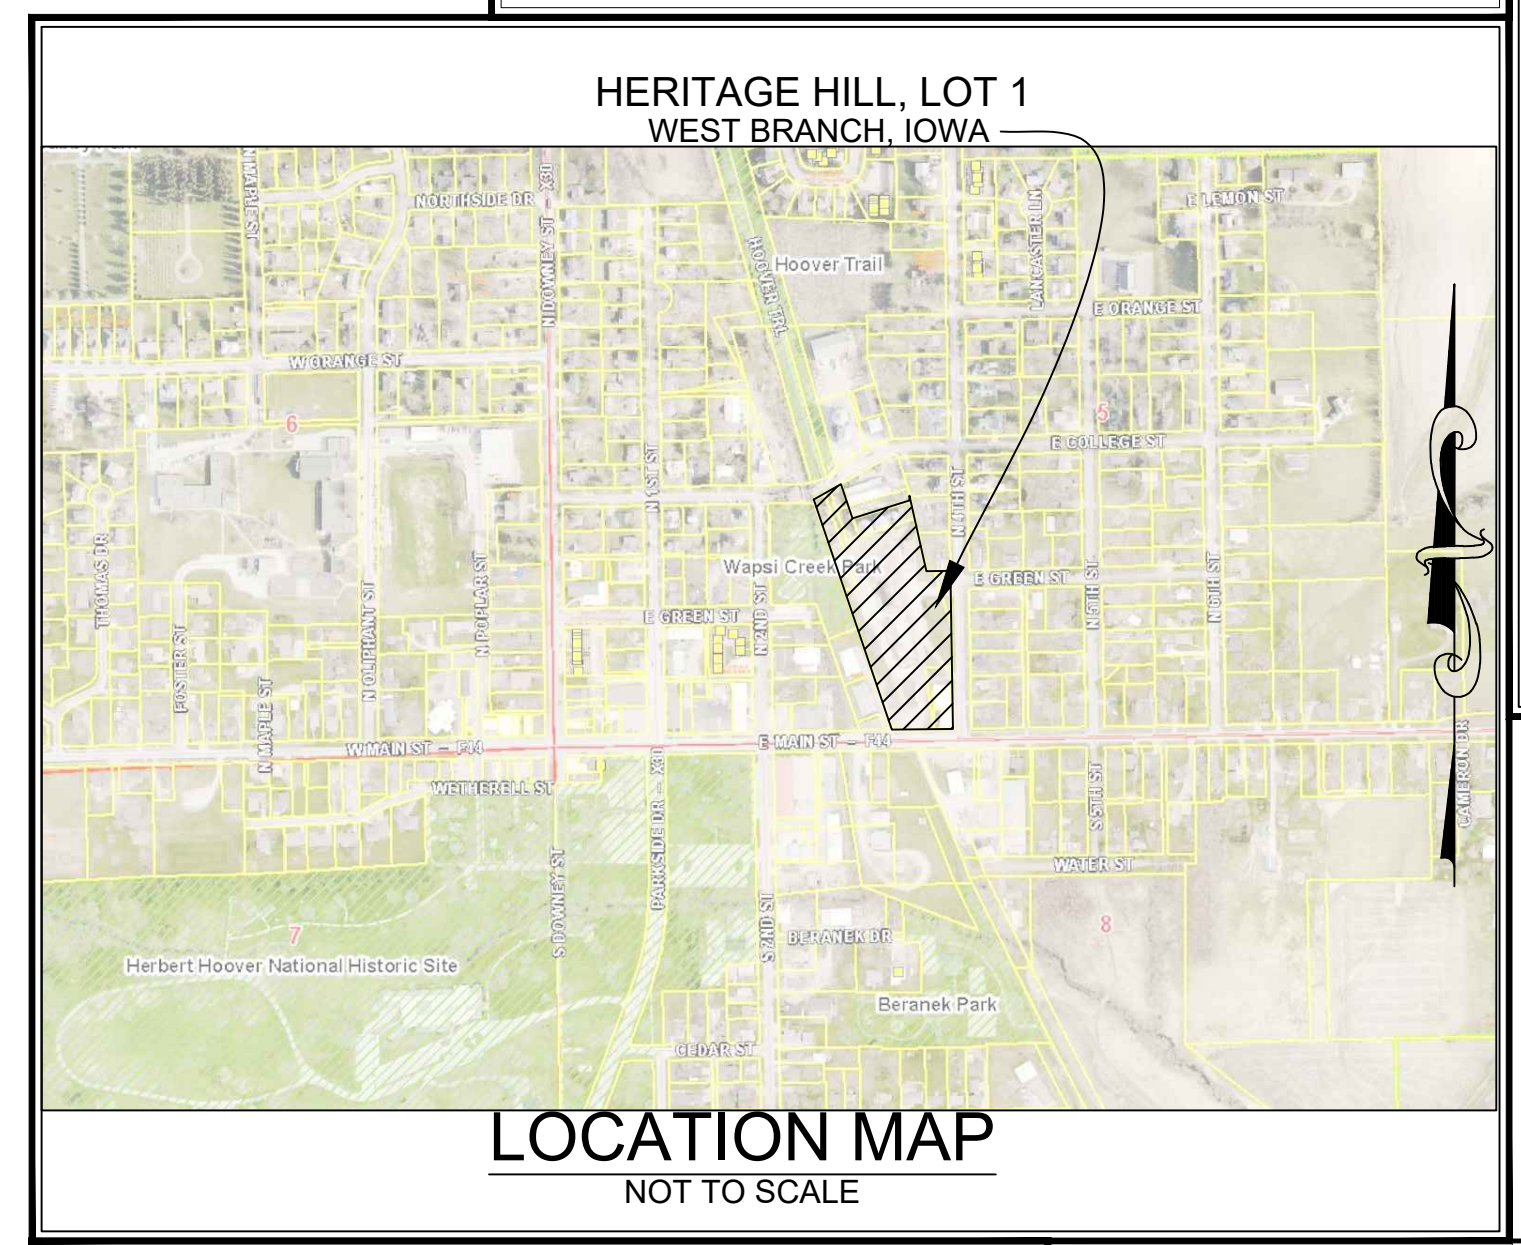 HERITAGE HILL, LOT 1
WEST BRANCH, IOWA
N MAPLE ST
NORTHSIDE DR
N DOWNEY ST - X30
HOOVER TRL
Hoover Trail
LANCASTER LN
E LEMON ST
E ORANGE ST
W ORANGE ST
6
5
E COLLEGE ST
N 1ST ST
N 4TH ST
THOMAS DR
FOSTER ST
N MAPLE ST
N OLIPHANT ST
N POPLAR ST
Wapsi Creek Park
E GREEN ST
N 2ND ST
E GREEN ST
N 5TH ST
N 6TH ST
W MAIN ST - F44
E MAIN ST - F44
WETHERELL ST
PARKSIDE DR - X30
S 5TH ST
CAMERON DR
WATER ST
S DOWNEY ST
S 2ND ST
7
8
BERANEK DR
Herbert Hoover National Historic Site
Beranek Park
CEDAR ST
LOCATION MAP
NOT TO SCALE